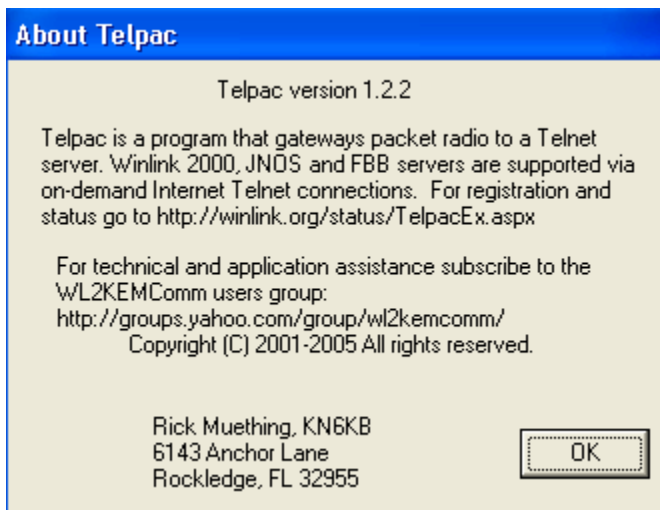 About Telpac
Telpac version 1.2.2
Telpac is a program that gateways packet radio to a Telnet
server. Winlink 2000, JNOS and FBB servers are supported via
on-demand Internet Telnet connections.  For registration and
status go to http://winlink.org/status/TelpacEx.aspx
For technical and application assistance subscribe to the
WL2KEMComm users group:
http://groups.yahoo.com/group/wl2kemcomm/
Copyright (C) 2001-2005 All rights reserved.
Rick Muething, KN6KB
6143 Anchor Lane
Rockledge, FL 32955
OK